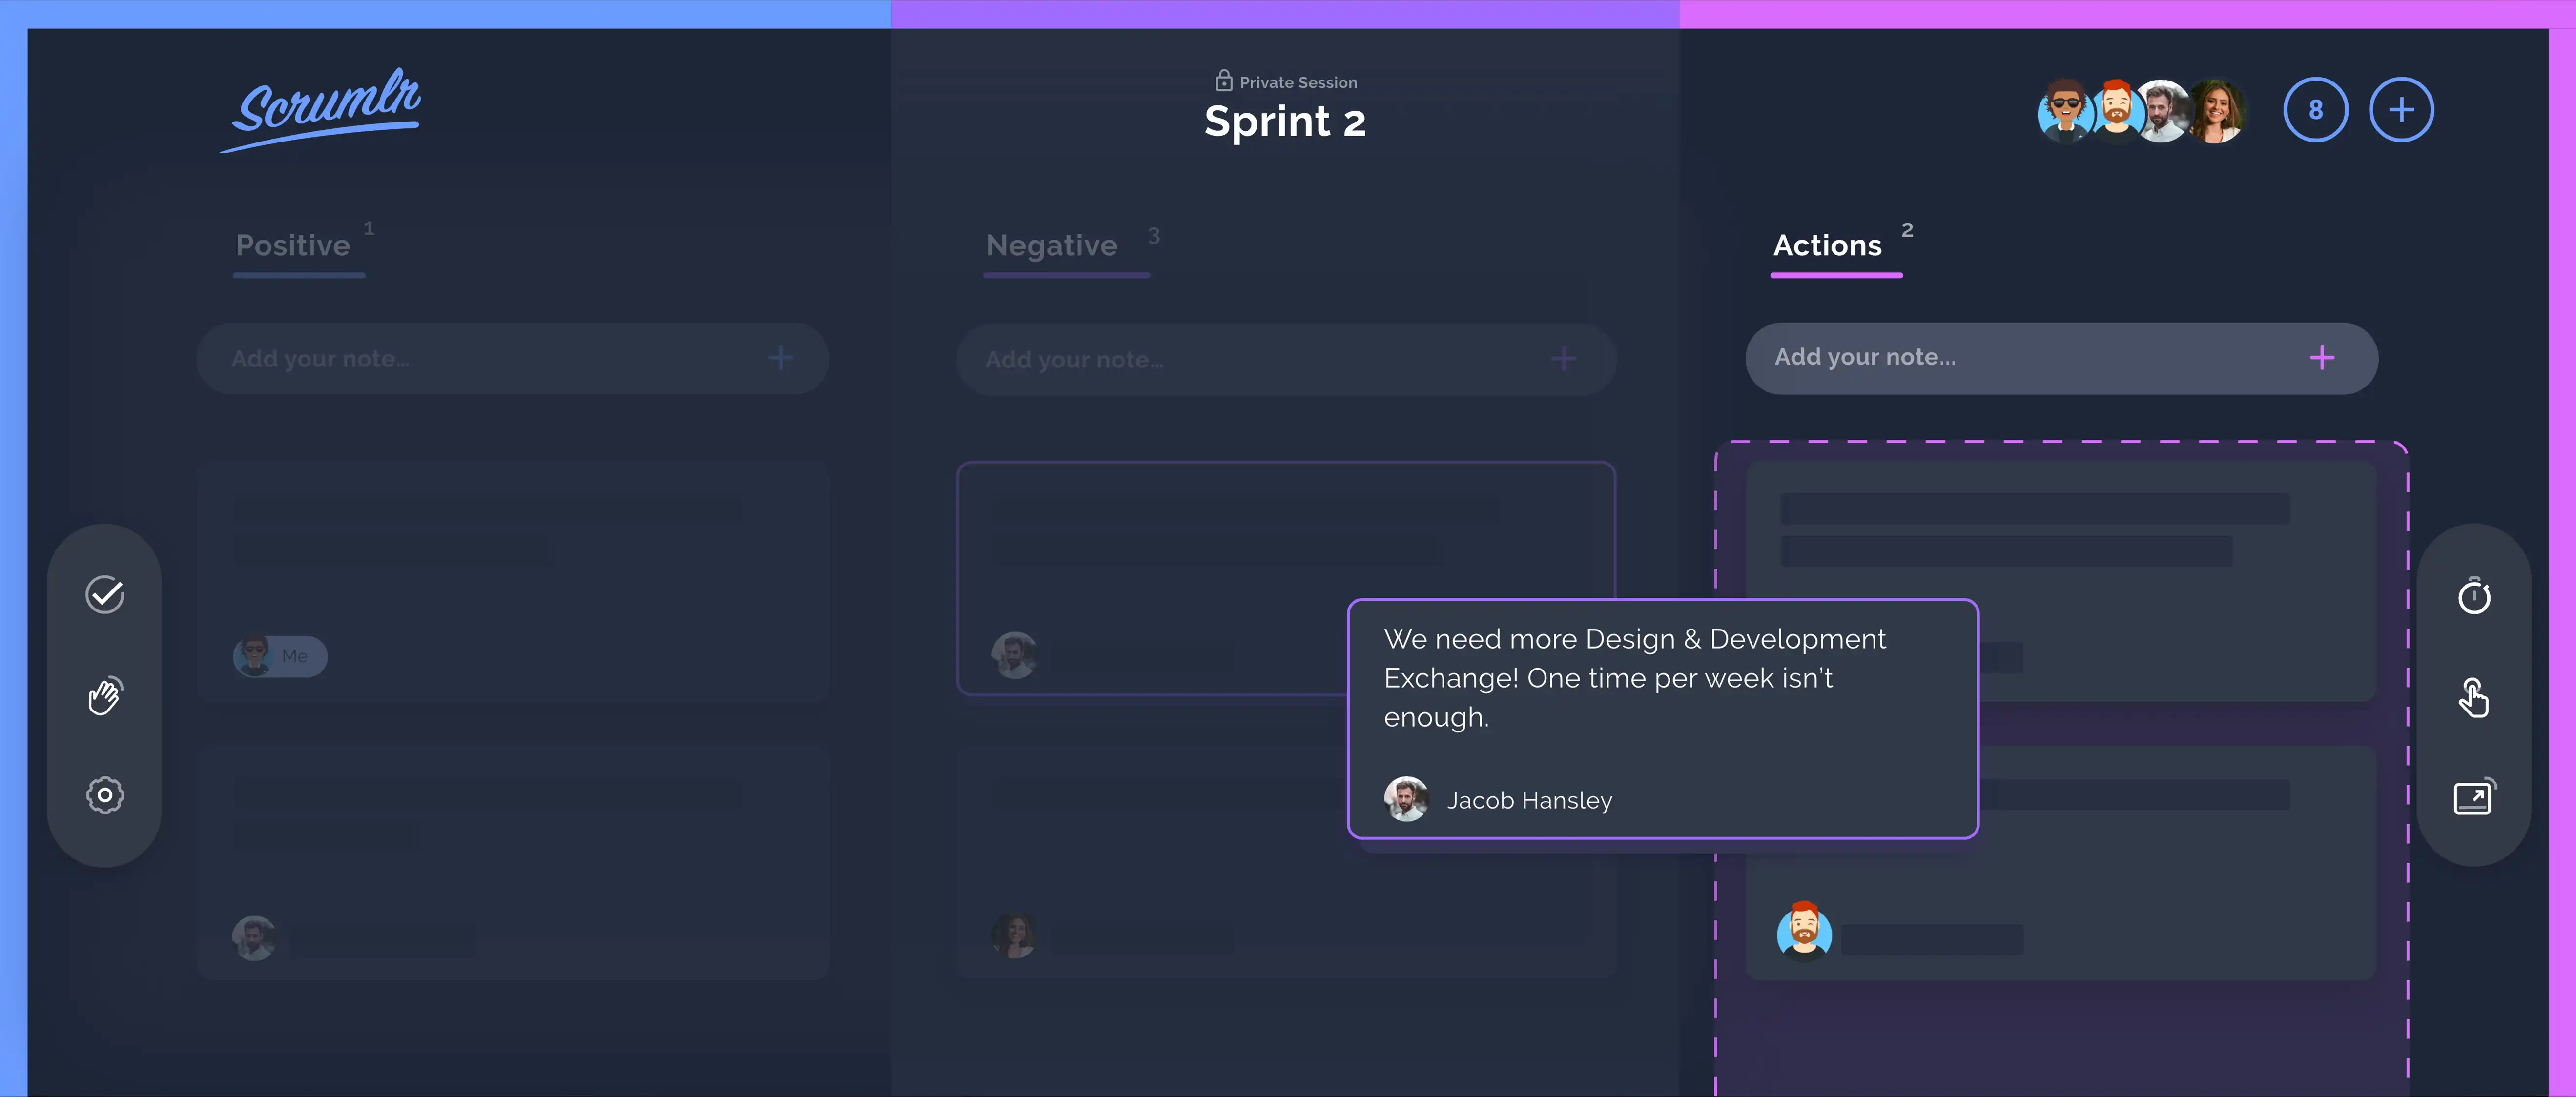 Scrumlr
Private Session
Sprint 2
8
Positive 1
Negative 3
Actions 2
Add your note...
Add your note...
Add your note...
Me
We need more Design & Development
Exchange! One time per week isn't
enough.
Jacob Hansley